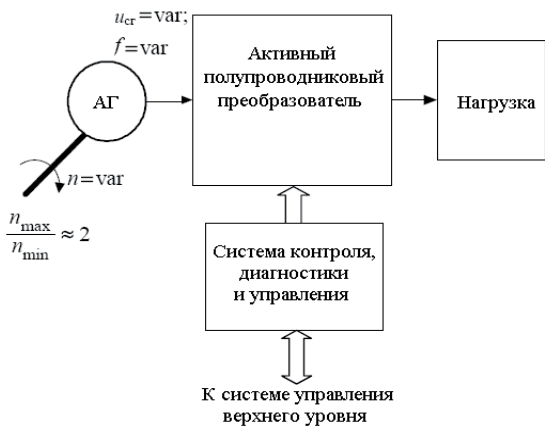 u_сг = var;
f = var
АГ
n = var
n_max / n_min ≈ 2
Активный
полупроводниковый
преобразователь
Нагрузка
Система контроля,
диагностики
и управления
К системе управления
верхнего уровня